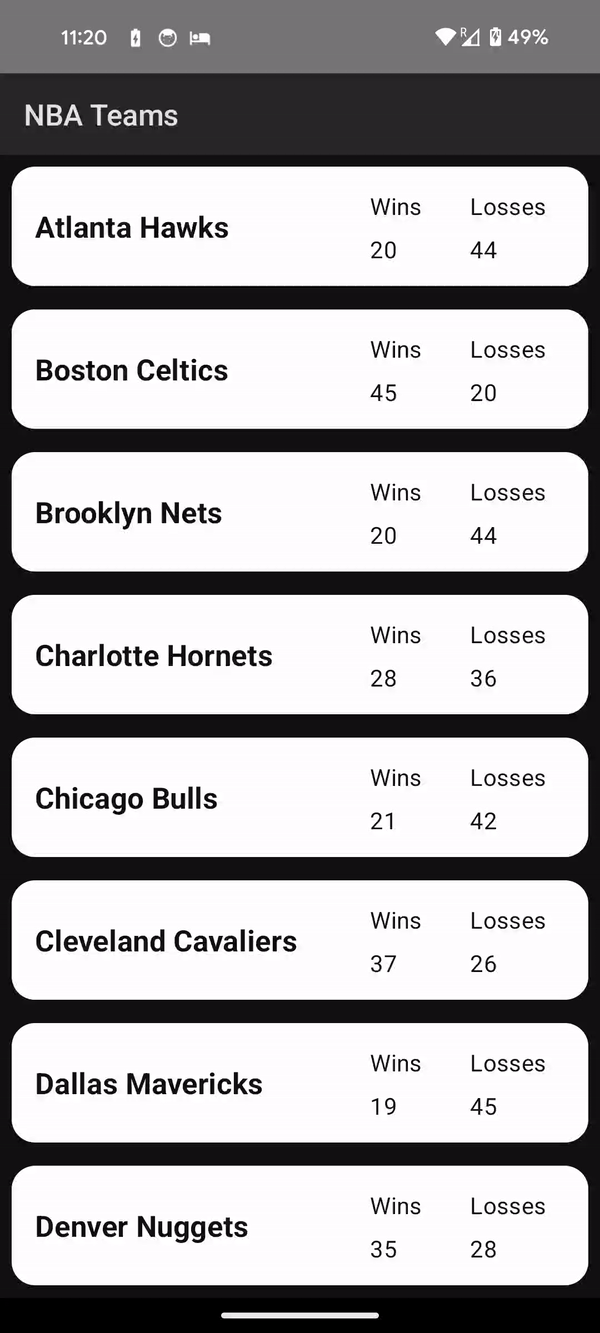 11:20 R 49%
NBA Teams
Wins Losses
Atlanta Hawks
20 44
Wins Losses
Boston Celtics
45 20
Wins Losses
Brooklyn Nets
20 44
Wins Losses
Charlotte Hornets
28 36
Wins Losses
Chicago Bulls
21 42
Wins Losses
Cleveland Cavaliers
37 26
Wins Losses
Dallas Mavericks
19 45
Wins Losses
Denver Nuggets
35 28